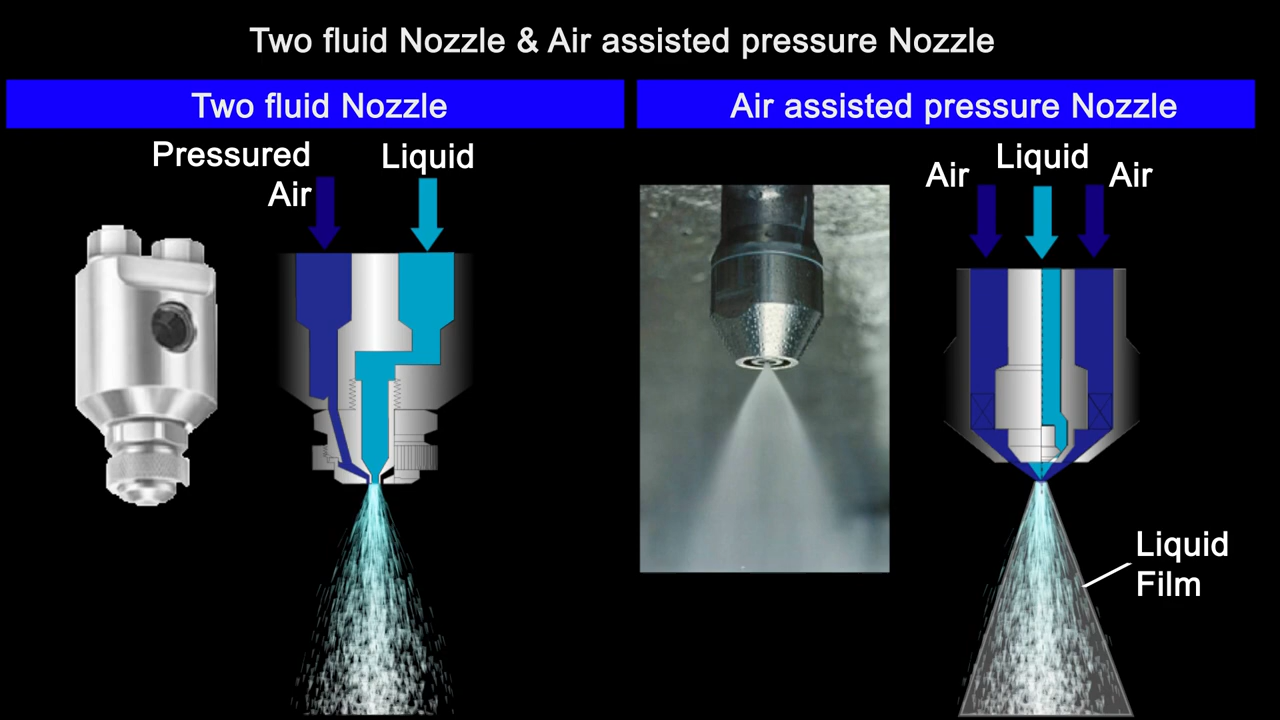 Two fluid Nozzle & Air assisted pressure Nozzle
Two fluid Nozzle
Air assisted pressure Nozzle
Pressured
Air
Liquid
Air
Liquid
Air
Liquid
Film